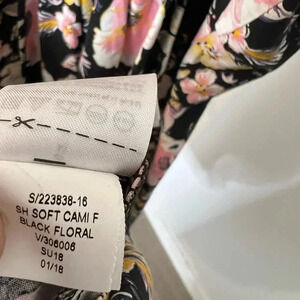 S/223838-16
SH SOFT CAMI F
BLACK FLORAL
V/306006
SU18
01/18